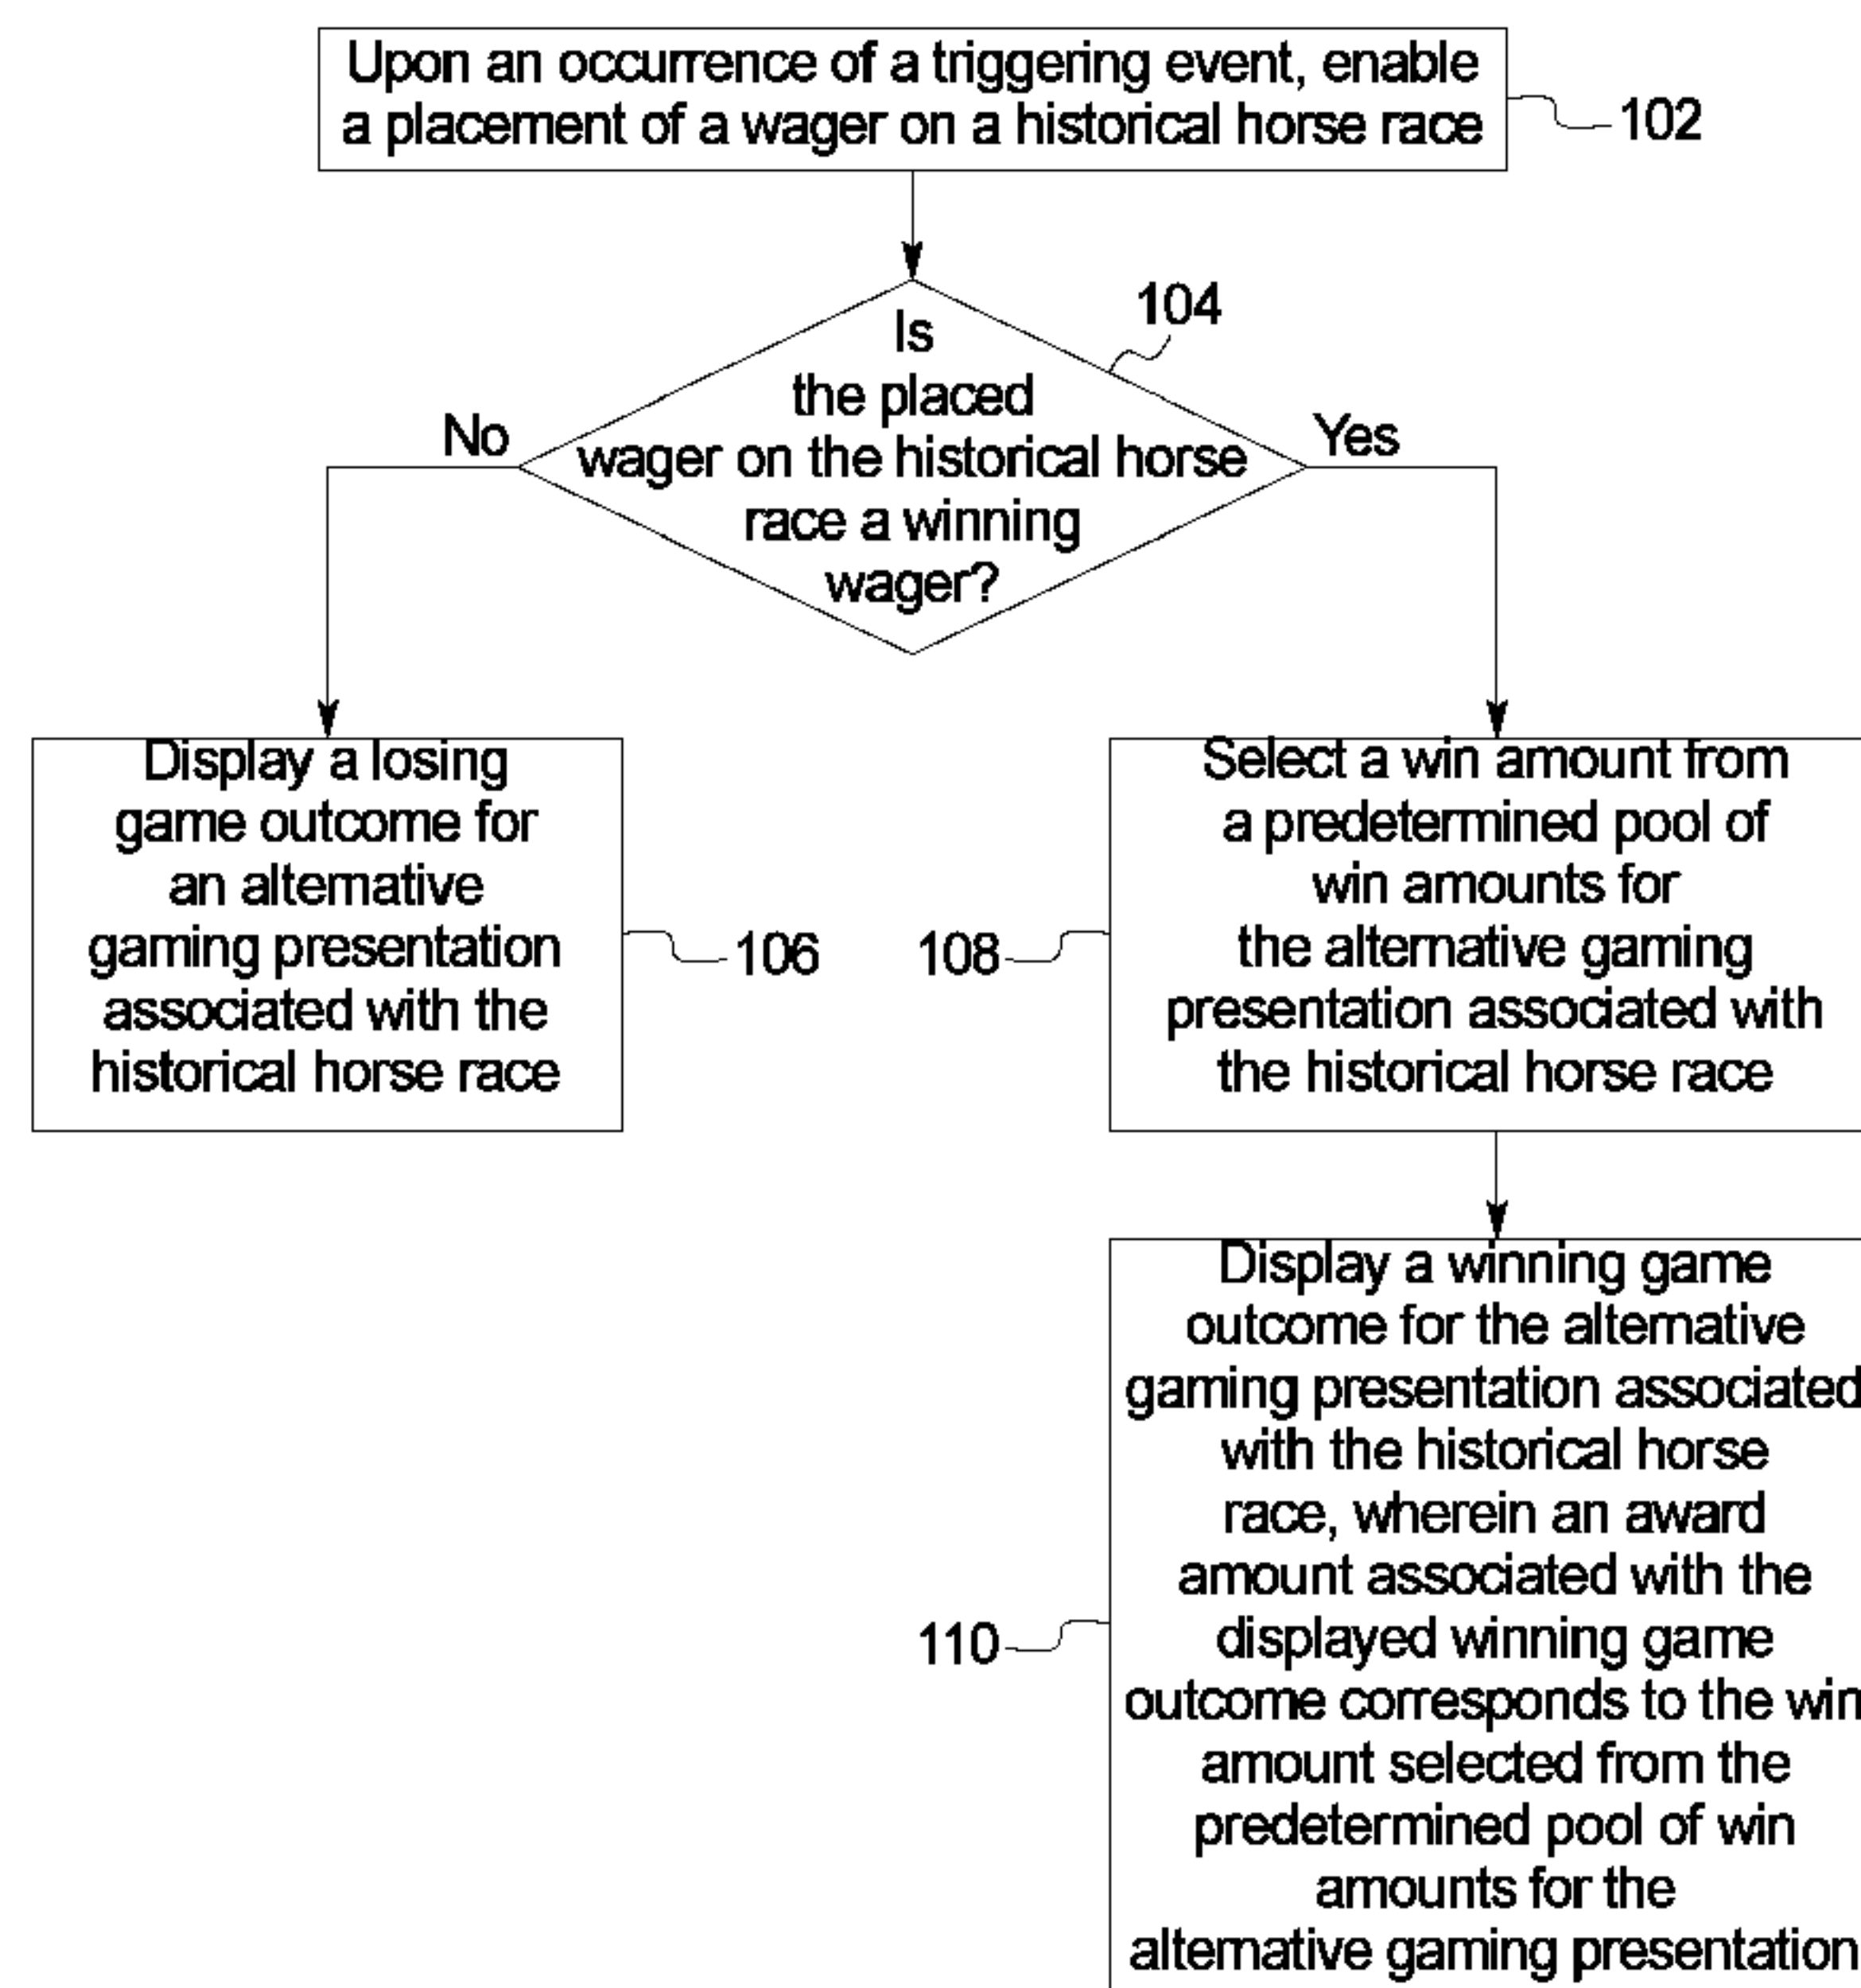 Upon an occurrence of a triggering event, enable
a placement of a wager on a historical horse race
102
Is
the placed
wager on the historical horse
race a winning
wager?
104
No
Yes
Display a losing
game outcome for
an alternative
gaming presentation
associated with the
historical horse race
106
108
Select a win amount from
a predetermined pool of
win amounts for
the alternative gaming
presentation associated with
the historical horse race
110
Display a winning game
outcome for the alternative
gaming presentation associated
with the historical horse
race, wherein an award
amount associated with the
displayed winning game
outcome corresponds to the win
amount selected from the
predetermined pool of win
amounts for the
alternative gaming presentation